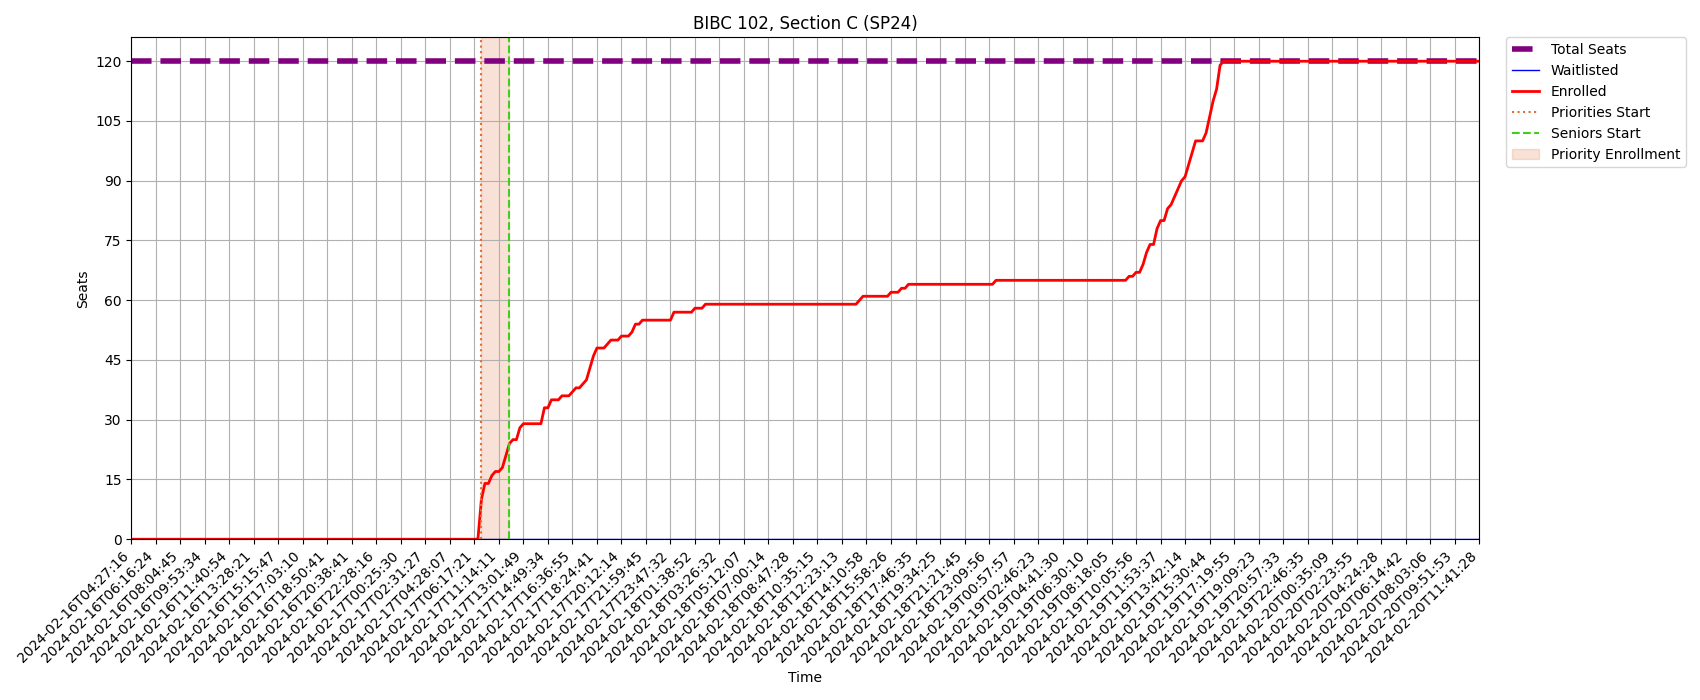 BIBC 102, Section C (SP24)
Total Seats
Waitlisted
Enrolled
Priorities Start
Seniors Start
Priority Enrollment
Seats
120
105
90
75
60
45
30
15
0
2024-02-16T04:27:16
2024-02-16T06:16:24
2024-02-16T08:04:45
2024-02-16T09:53:34
2024-02-16T11:40:54
2024-02-16T13:28:21
2024-02-16T15:15:47
2024-02-16T17:03:10
2024-02-16T18:50:41
2024-02-16T20:38:41
2024-02-16T22:28:16
2024-02-17T00:25:30
2024-02-17T02:31:27
2024-02-17T04:28:07
2024-02-17T06:17:21
2024-02-17T11:14:11
2024-02-17T13:01:49
2024-02-17T14:49:34
2024-02-17T16:36:55
2024-02-17T18:24:41
2024-02-17T20:12:14
2024-02-17T21:59:45
2024-02-17T23:47:32
2024-02-18T01:38:52
2024-02-18T03:26:32
2024-02-18T05:12:07
2024-02-18T07:00:14
2024-02-18T08:47:28
2024-02-18T10:35:15
2024-02-18T12:23:13
2024-02-18T14:10:58
2024-02-18T15:58:26
2024-02-18T17:46:35
2024-02-18T19:34:25
2024-02-18T21:21:45
2024-02-18T23:09:56
2024-02-19T00:57:57
2024-02-19T02:46:23
2024-02-19T04:41:30
2024-02-19T06:30:10
2024-02-19T08:18:05
2024-02-19T10:05:56
2024-02-19T11:53:37
2024-02-19T13:42:14
2024-02-19T15:30:44
2024-02-19T17:19:55
2024-02-19T19:09:23
2024-02-19T20:57:33
2024-02-19T22:46:35
2024-02-20T00:35:09
2024-02-20T02:23:55
2024-02-20T04:24:28
2024-02-20T06:14:42
2024-02-20T08:03:06
2024-02-20T09:51:53
2024-02-20T11:41:28
Time